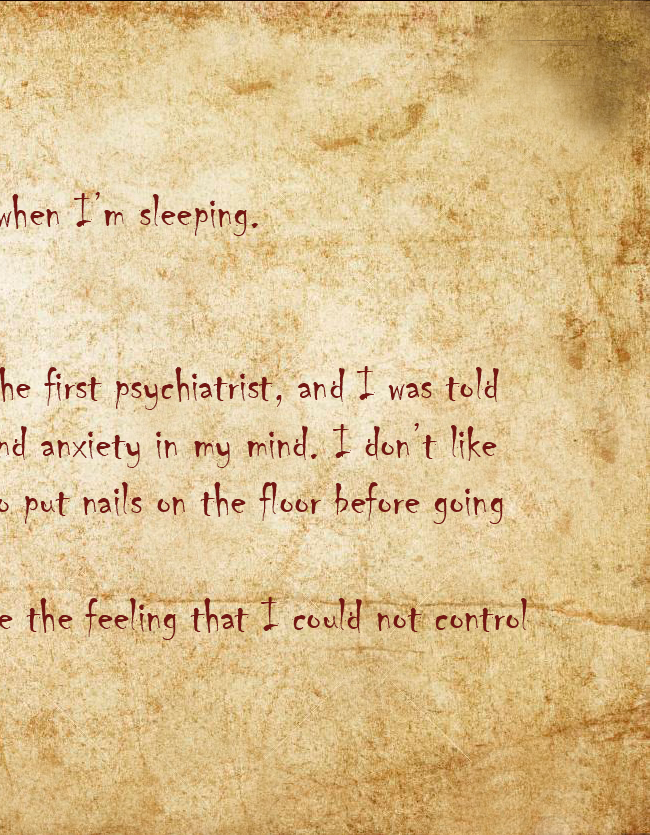 when I'm sleeping.
he first psychiatrist, and I was told
nd anxiety in my mind. I don't like
o put nails on the floor before going
e the feeling that I could not control